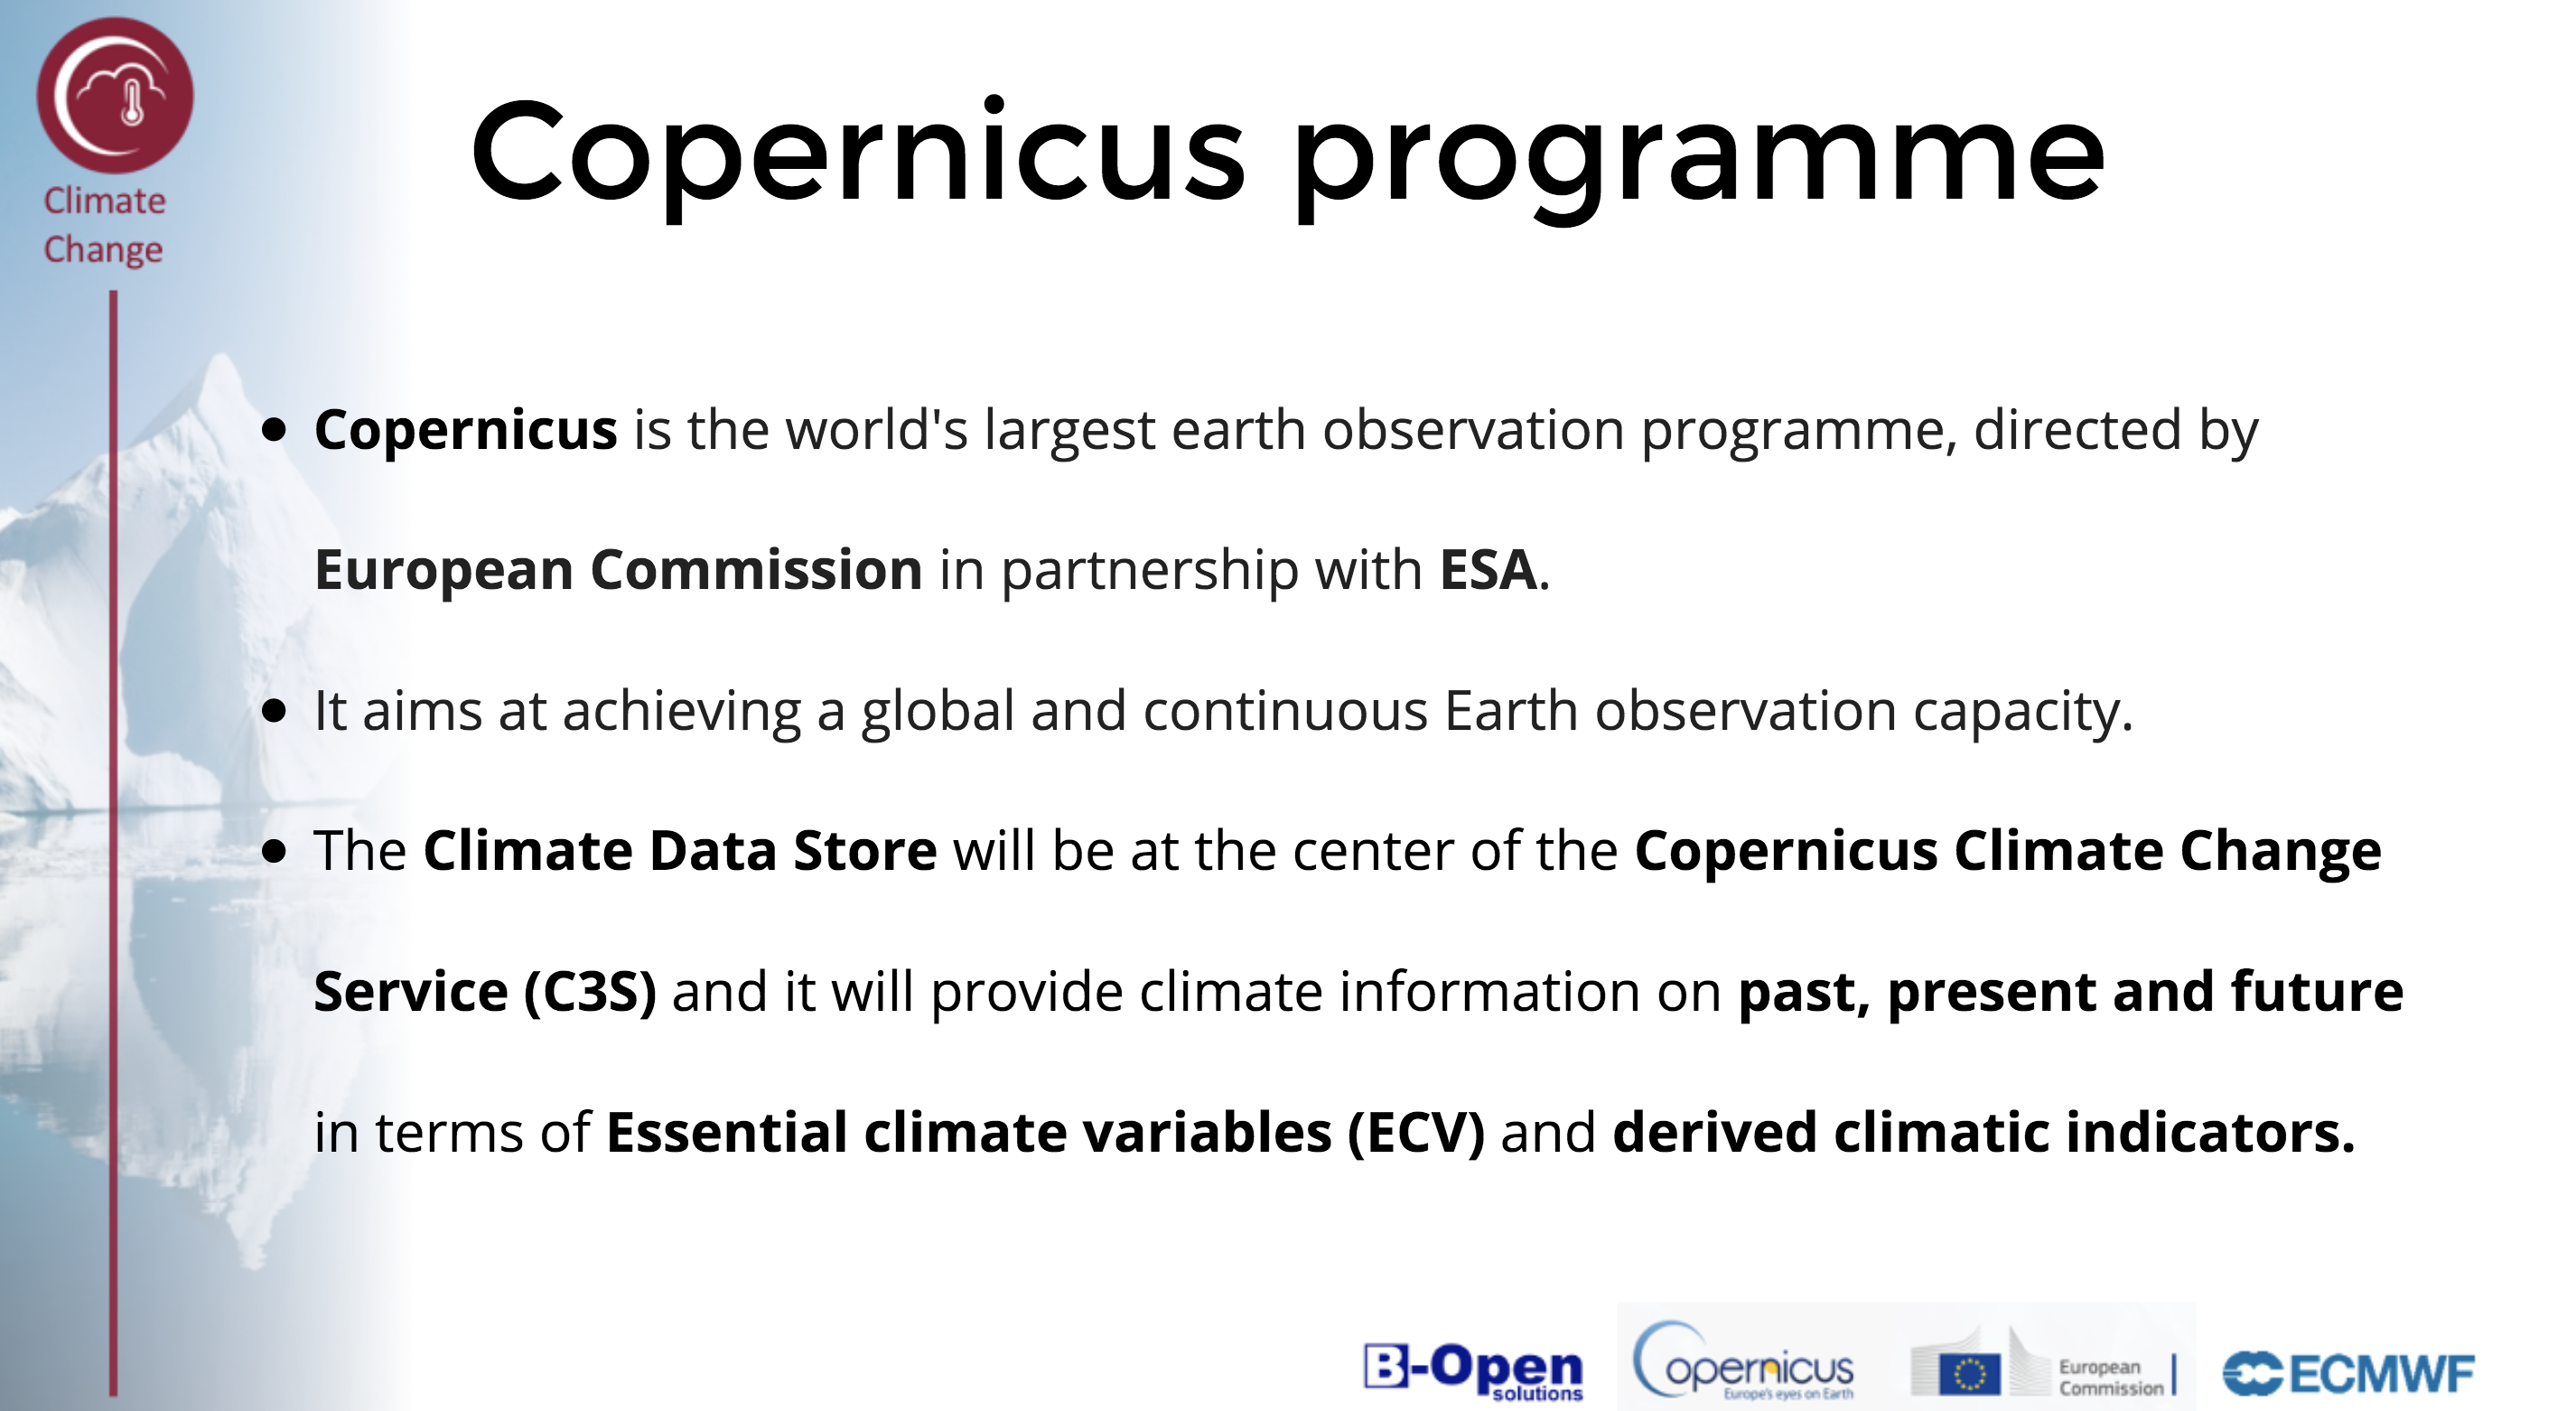 Climate
Change
Copernicus programme
Copernicus is the world's largest earth observation programme, directed by
European Commission in partnership with ESA.
It aims at achieving a global and continuous Earth observation capacity.
The Climate Data Store will be at the center of the Copernicus Climate Change
Service (C3S) and it will provide climate information on past, present and future
in terms of Essential climate variables (ECV) and derived climatic indicators.
B-Open
solutions
opernicus
Europe's eyes on Earth
European
Commission
ECMWF